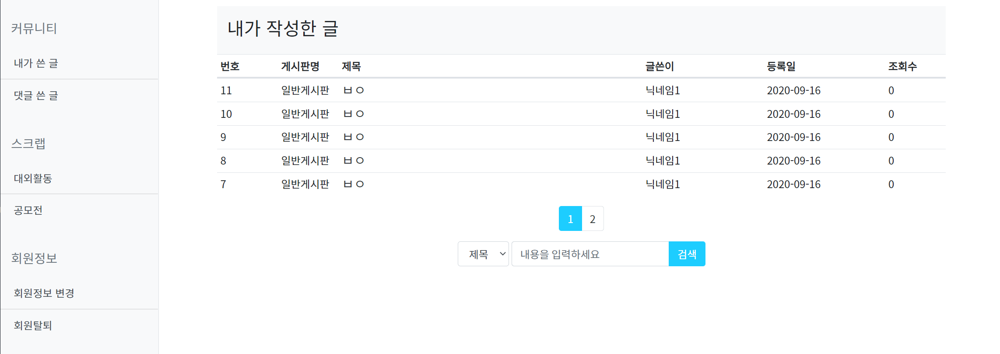 커뮤니티
내가 쓴 글
댓글 쓴 글
스크랩
대외활동
공모전
회원정보
회원정보 변경
회원탈퇴
내가 작성한 글
번호 게시판명 제목 글쓴이 등록일 조회수
11 일반게시판 ㅂㅇ 닉네임1 2020-09-16 0
10 일반게시판 ㅂㅇ 닉네임1 2020-09-16 0
9 일반게시판 ㅂㅇ 닉네임1 2020-09-16 0
8 일반게시판 ㅂㅇ 닉네임1 2020-09-16 0
7 일반게시판 ㅂㅇ 닉네임1 2020-09-16 0
1 2
제목 내용을 입력하세요 검색